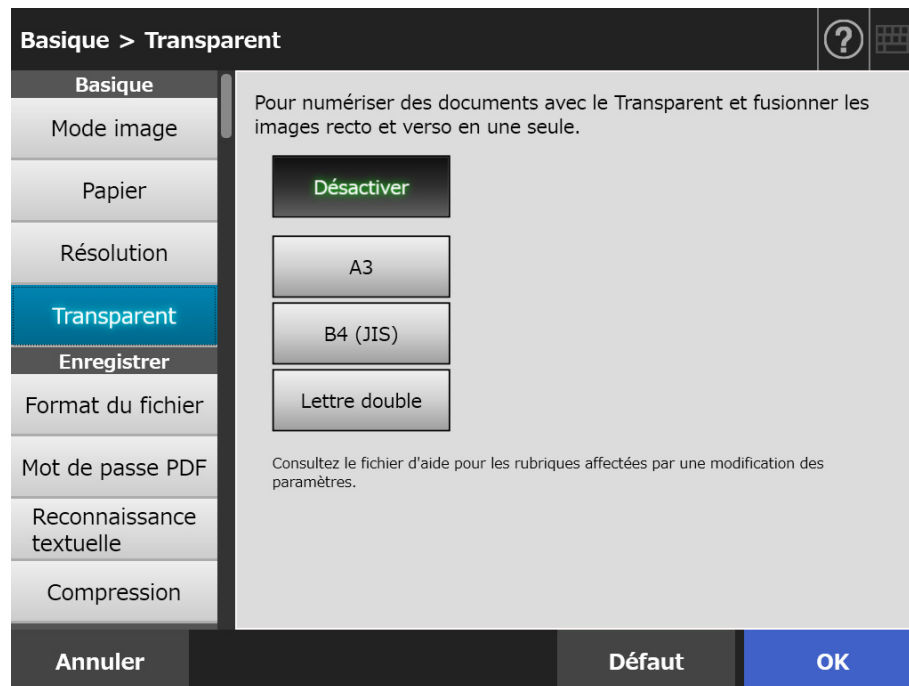 Basique > Transparent
?
Basique
Mode image
Papier
Résolution
Transparent
Enregistrer
Format du fichier
Mot de passe PDF
Reconnaissance
textuelle
Compression
Pour numériser des documents avec le Transparent et fusionner les
images recto et verso en une seule.
Désactiver
A3
B4 (JIS)
Lettre double
Consultez le fichier d'aide pour les rubriques affectées par une modification des
paramètres.
Annuler
Défaut
OK